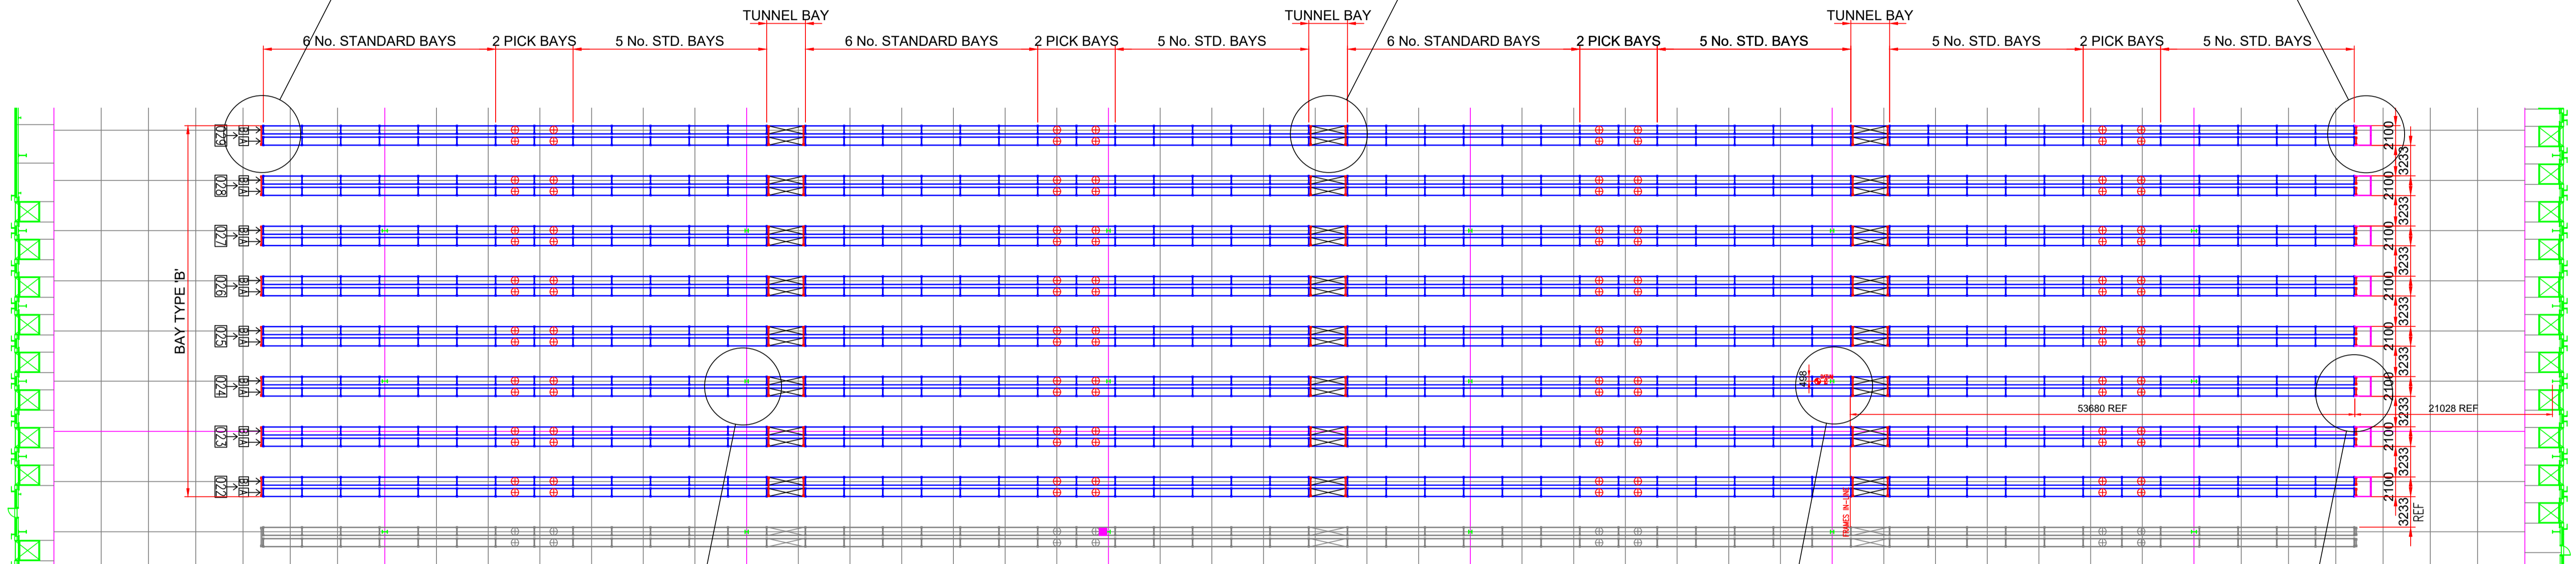 TUNNEL BAY
TUNNEL BAY
TUNNEL BAY
6 No. STANDARD BAYS
2 PICK BAYS
5 No. STD. BAYS
6 No. STANDARD BAYS
2 PICK BAYS
5 No. STD. BAYS
6 No. STANDARD BAYS
2 PICK BAYS
5 No. STD. BAYS
5 No. STD. BAYS
2 PICK BAYS
5 No. STD. BAYS
BAY TYPE 'B'
029
B
A
028
B
A
027
B
A
026
B
A
025
B
A
024
B
A
023
B
A
022
B
A
2100
3233
2100
3233
2100
3233
2100
3233
2100
3233
2100
3233
2100
3233
2100
3233
REF
498
53680 REF
21028 REF
FRAMES IN-LINE